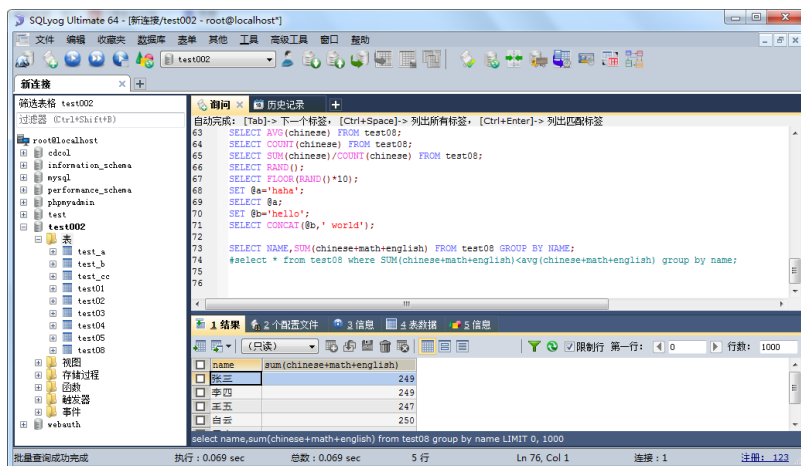 SQLyog Ultimate 64 - [新连接/test002 - root@localhost*]
文件 编辑 收藏夹 数据库 表单 其他 工具 高级工具 窗口 帮助
test002
新连接
筛选表格 test002
过滤器 (Ctrl+Shift+B)
root@localhost
cdcol
information_schema
mysql
performance_schema
phpmyadmin
test
test002
表
test_a
test_b
test_cc
test01
test02
test03
test04
test05
test08
视图
存储过程
函数
触发器
事件
webauth
询问 历史记录
自动完成: [Tab]-> 下一个标签, [Ctrl+Space]-> 列出所有标签, [Ctrl+Enter]-> 列出匹配标签
63 SELECT AVG(chinese) FROM test08;
64 SELECT COUNT(chinese) FROM test08;
65 SELECT SUM(chinese)/COUNT(chinese) FROM test08;
66 SELECT RAND();
67 SELECT FLOOR(RAND()*10);
68 SET @a='haha';
69 SELECT @a;
70 SET @b='hello';
71 SELECT CONCAT(@b,' world');
72
73 SELECT NAME,SUM(chinese+math+english) FROM test08 GROUP BY NAME;
74 #select * from test08 where SUM(chinese+math+english)<avg(chinese+math+english) group by name;
75
76
1 结果 2 个配置文件 3 信息 4 表数据 5 信息
(只读) 限制行 第一行: 0 行数: 1000
name sum(chinese+math+english)
张三 249
李四 249
王五 247
白云 250
select name,sum(chinese+math+english) from test08 group by name LIMIT 0, 1000
批量查询成功完成 执行 : 0.069 sec 总数 : 0.069 sec 5 行 Ln 76, Col 1 连接 : 1 注册: 123